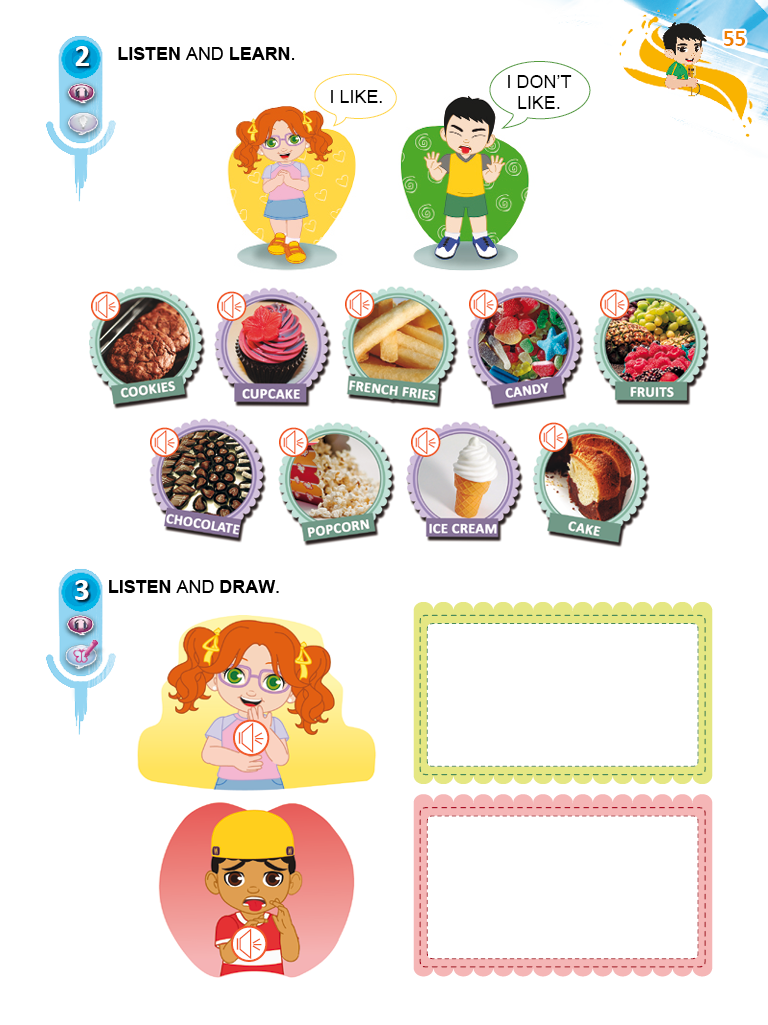 55
2
LISTEN AND LEARN.
I LIKE.
I DON'T
LIKE.
COOKIES
CUPCAKE
FRENCH FRIES
CANDY
FRUITS
CHOCOLATE
POPCORN
ICE CREAM
CAKE
3
LISTEN AND DRAW.